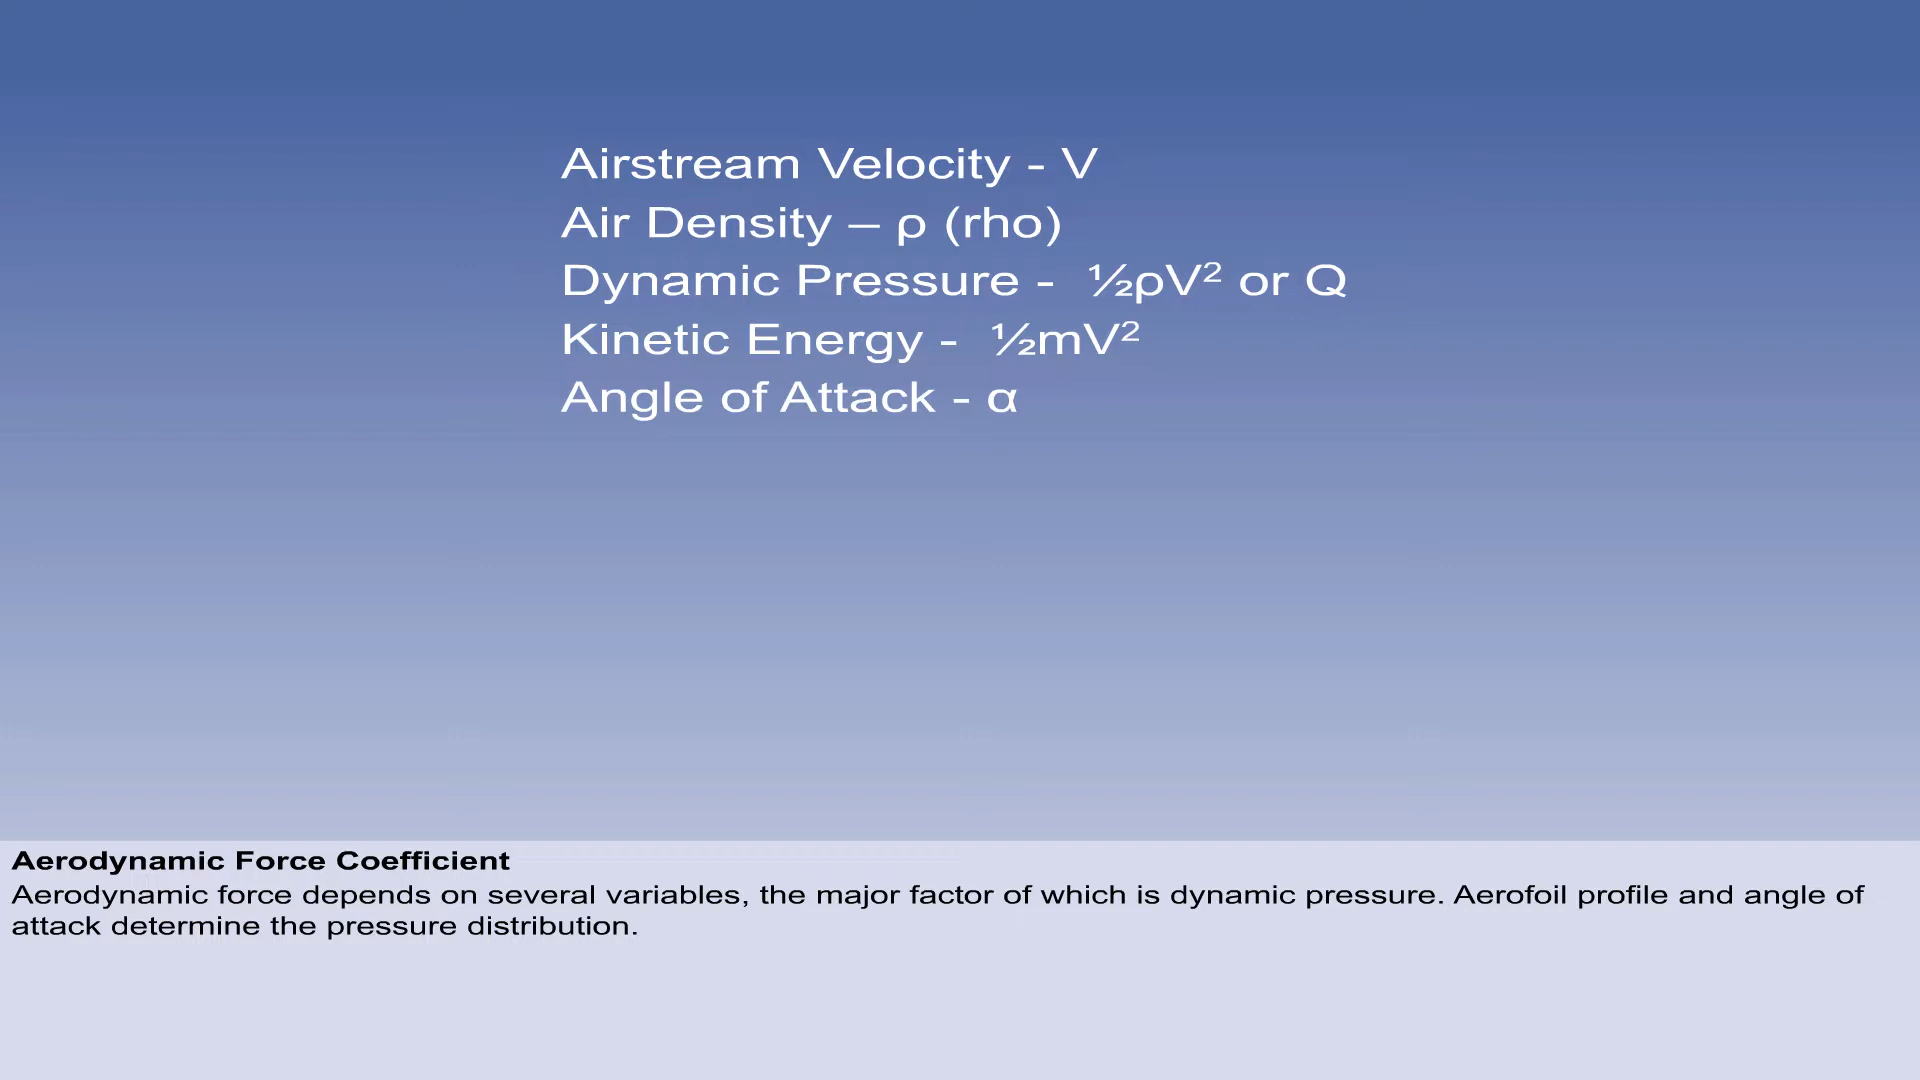 Airstream Velocity - V
Air Density – ρ (rho)
Dynamic Pressure -  ½ρV² or Q
Kinetic Energy -  ½mV²
Angle of Attack - α
Aerodynamic Force Coefficient
Aerodynamic force depends on several variables, the major factor of which is dynamic pressure. Aerofoil profile and angle of
attack determine the pressure distribution.